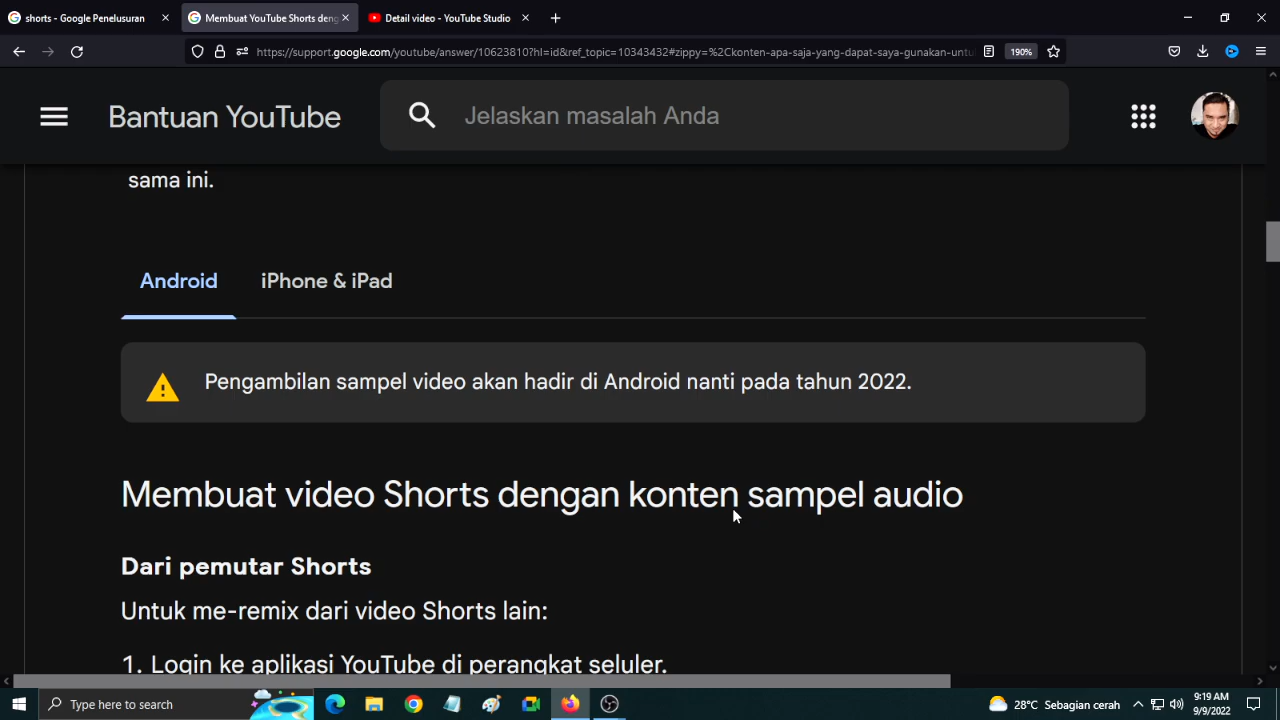 shorts - Google Penelusuran
Membuat YouTube Shorts deng
Detail video - YouTube Studio
https://support.google.com/youtube/answer/10623810?hl=id&ref_topic=10343432#zippy=%2Ckonten-apa-saja-yang-dapat-saya-gunakan-untu
190%
Bantuan YouTube
Jelaskan masalah Anda
sama ini.
Android
iPhone & iPad
Pengambilan sampel video akan hadir di Android nanti pada tahun 2022.
Membuat video Shorts dengan konten sampel audio
Dari pemutar Shorts
Untuk me-remix dari video Shorts lain:
1. Login ke aplikasi YouTube di perangkat seluler.
Type here to search
28°C Sebagian cerah
9:19 AM
9/9/2022